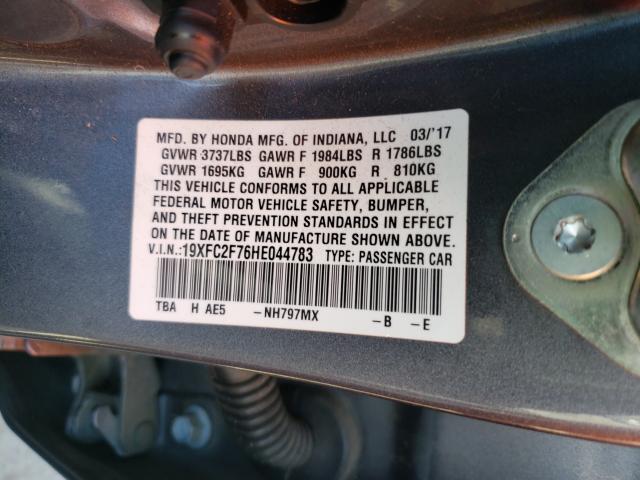 MFD. BY HONDA MFG. OF INDIANA, LLC 03/'17
GVWR 3737LBS GAWR F 1984LBS R 1786LBS
GVWR 1695KG GAWR F 900KG R 810KG
THIS VEHICLE CONFORMS TO ALL APPLICABLE
FEDERAL MOTOR VEHICLE SAFETY, BUMPER,
AND THEFT PREVENTION STANDARDS IN EFFECT
ON THE DATE OF MANUFACTURE SHOWN ABOVE.
V.I.N.:19XFC2F76HE044783 TYPE: PASSENGER CAR
TBA H AE5 -NH797MX -B -E